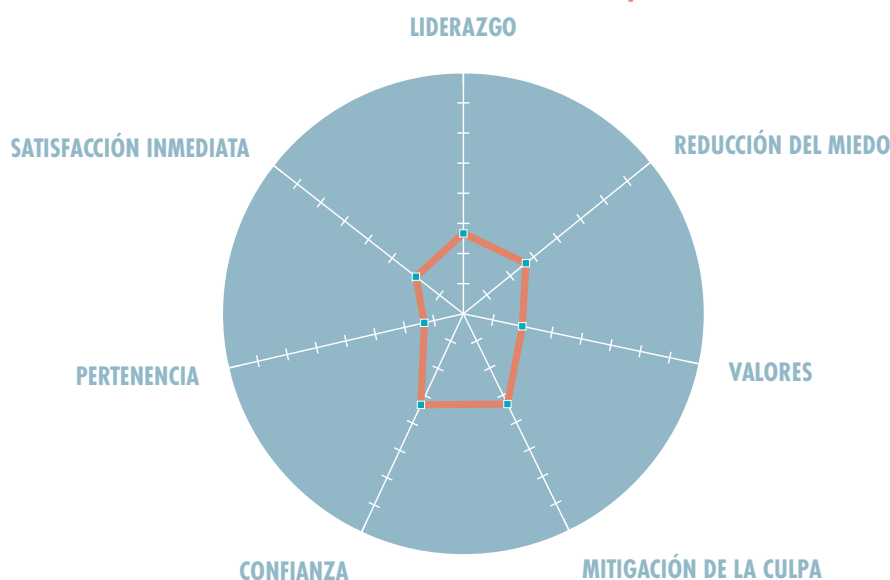 LIDERAZGO
SATISFACCIÓN INMEDIATA
REDUCCIÓN DEL MIEDO
PERTENENCIA
VALORES
CONFIANZA
MITIGACIÓN DE LA CULPA